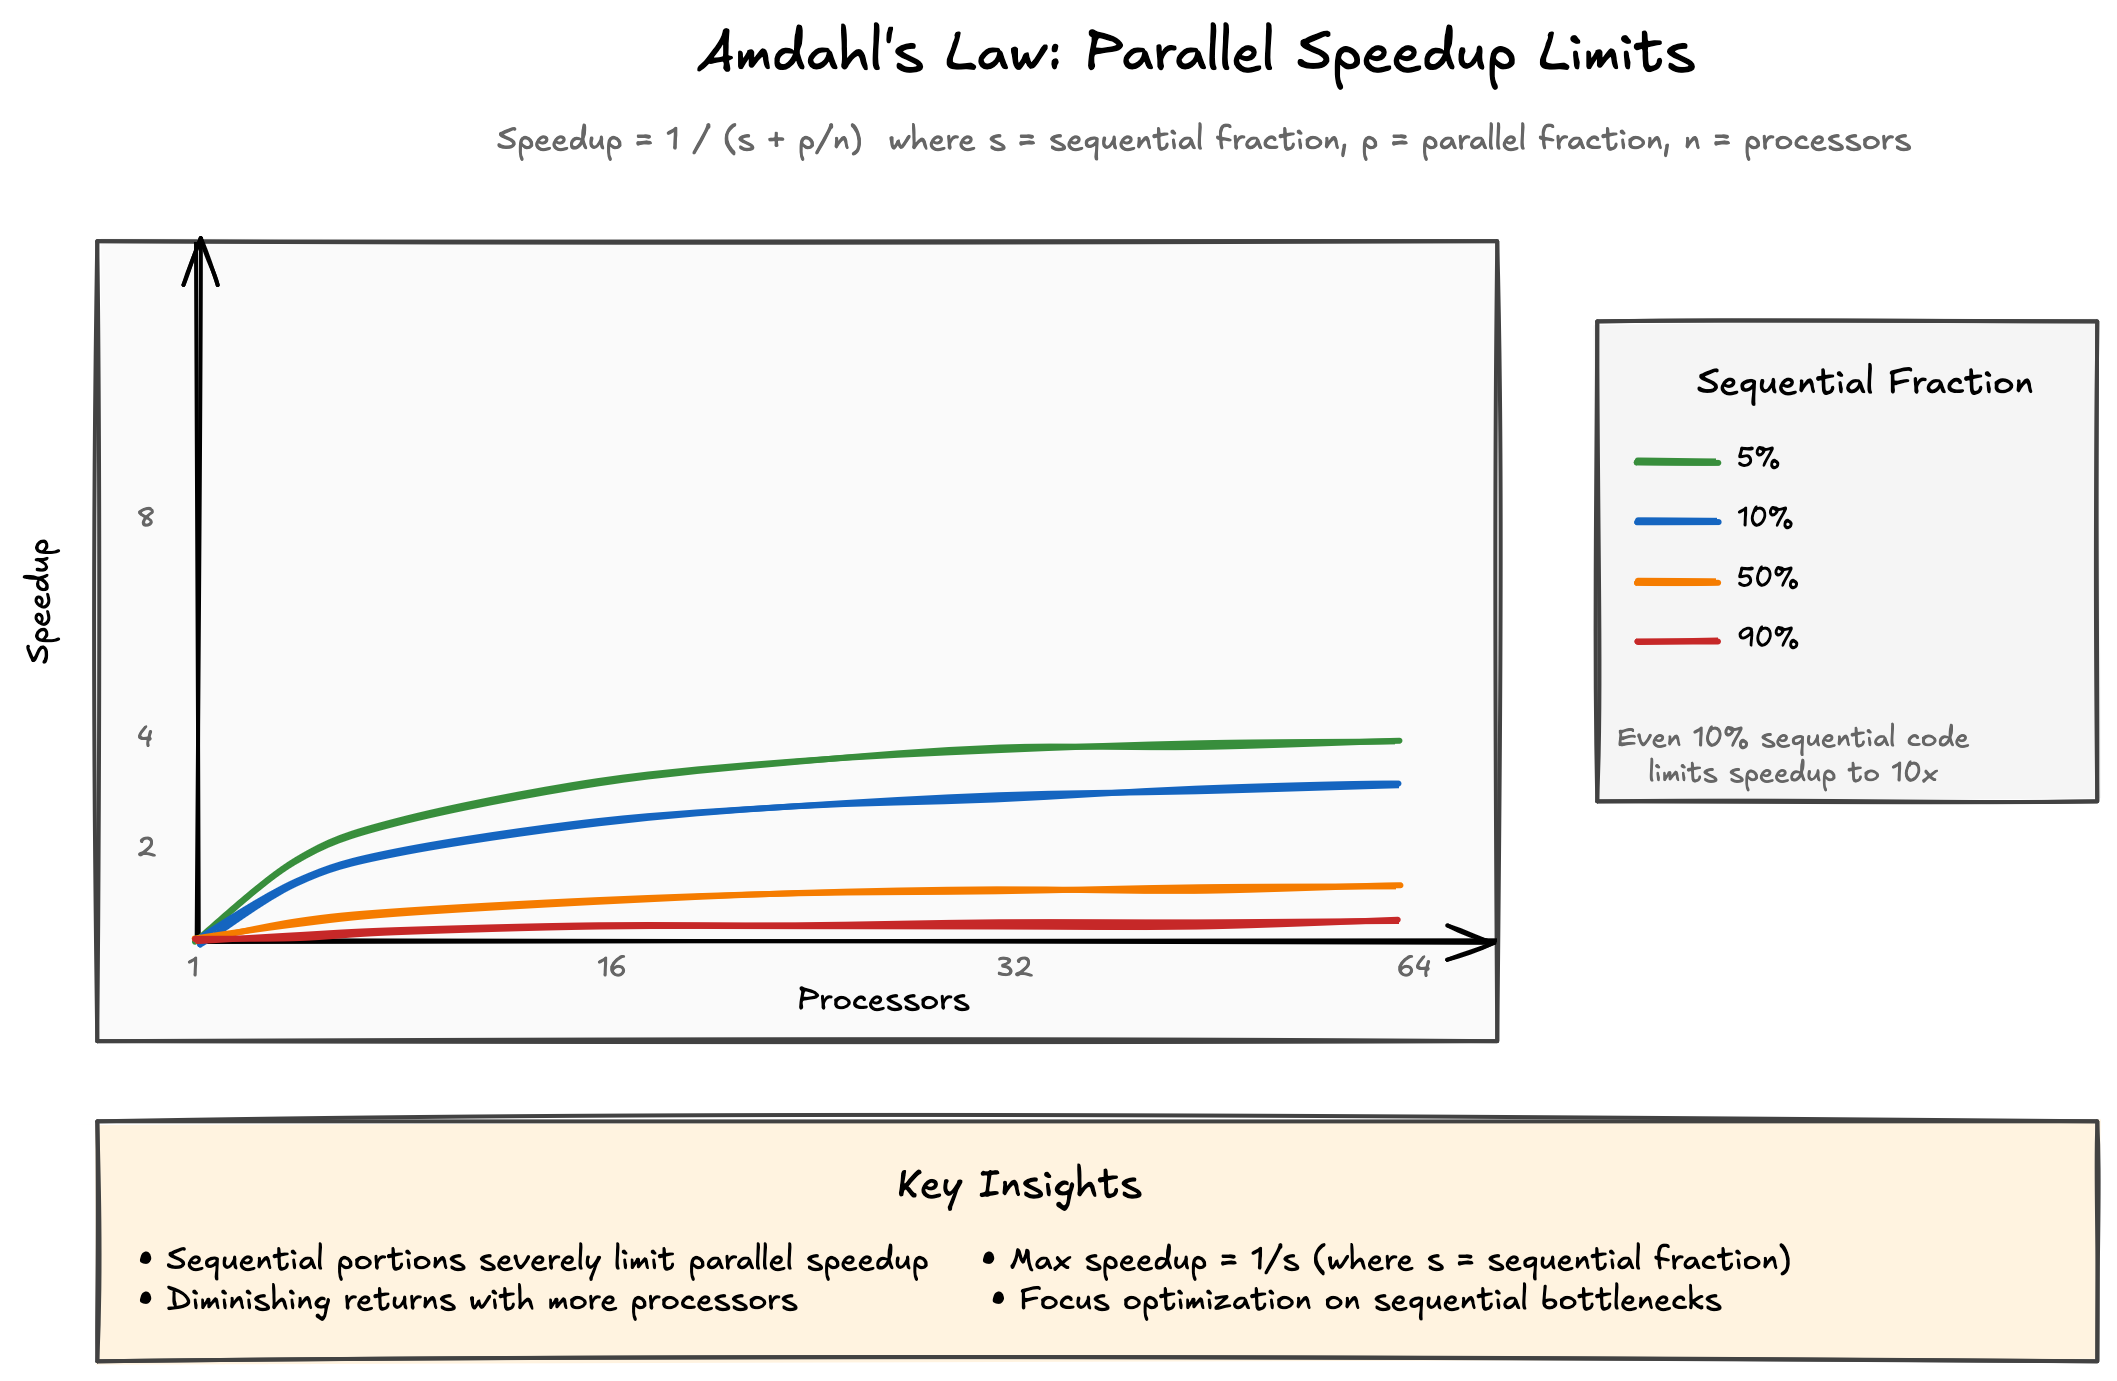 Amdahl's Law: Parallel Speedup Limits
Speedup = 1 / (s + p/n)  where s = sequential fraction, p = parallel fraction, n = processors
Speedup
8
4
2
1
16
32
64
Processors
Sequential Fraction
5%
10%
50%
90%
Even 10% sequential code
limits speedup to 10x
Key Insights
• Sequential portions severely limit parallel speedup
• Diminishing returns with more processors
• Max speedup = 1/s (where s = sequential fraction)
• Focus optimization on sequential bottlenecks